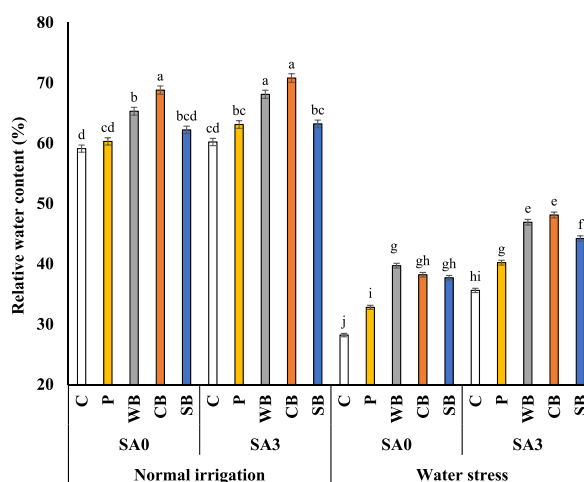 Relative water content (%)
80
70
60
50
40
30
20
d cd b a bcd cd bc a a bc j i g gh gh hi g e e f
C P WB CB SB C P WB CB SB C P WB CB SB C P WB CB SB
SA0 SA3 SA0 SA3
Normal irrigation Water stress